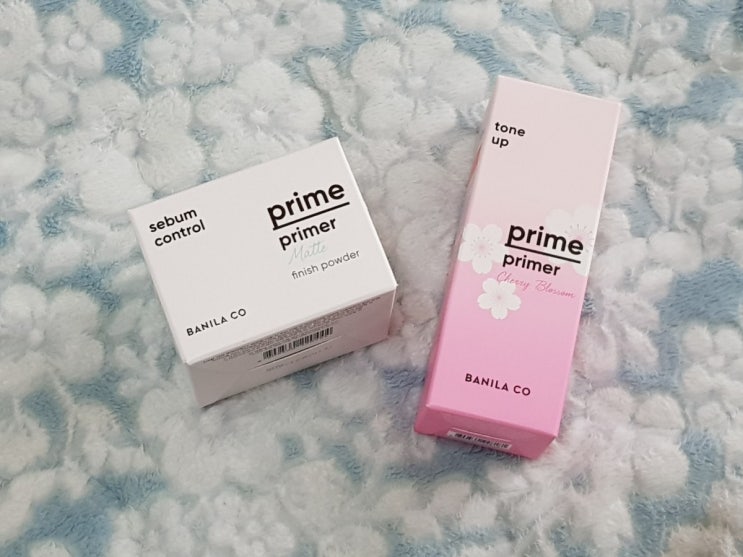 sebum
control
prime
primer
Matte
finish powder
BANILA CO
tone
up
prime
primer
Cherry Blossom
BANILA CO